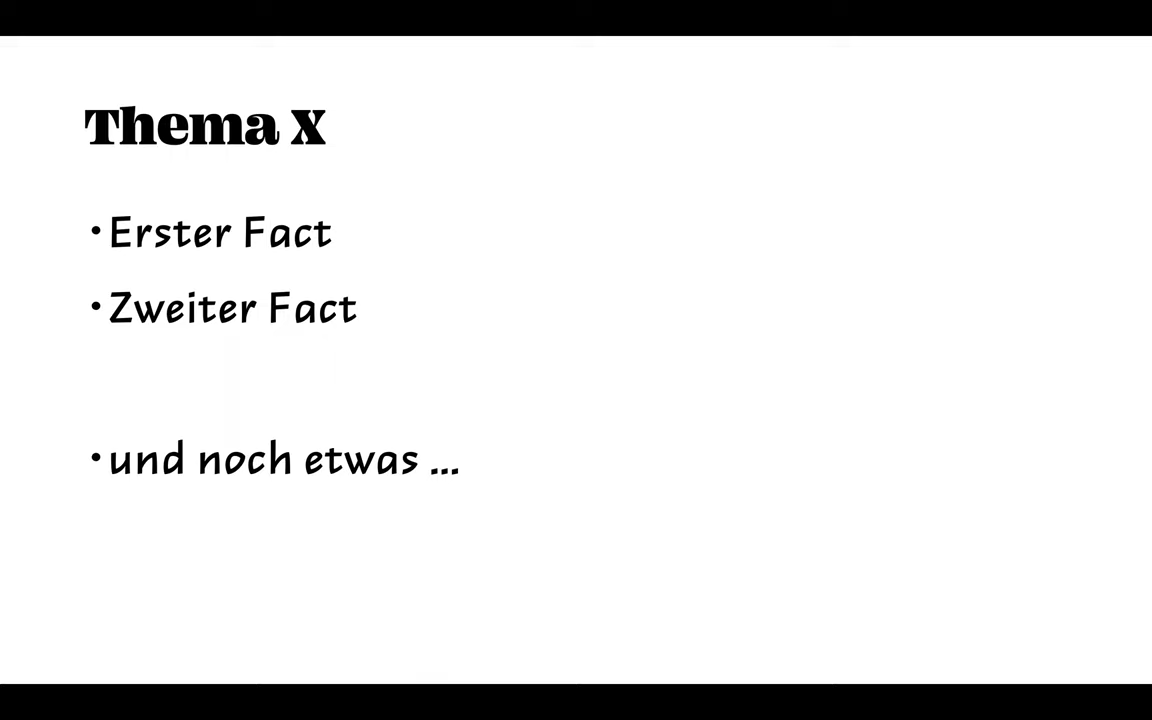 Thema X
• Erster Fact
• Zweiter Fact
• und noch etwas ...